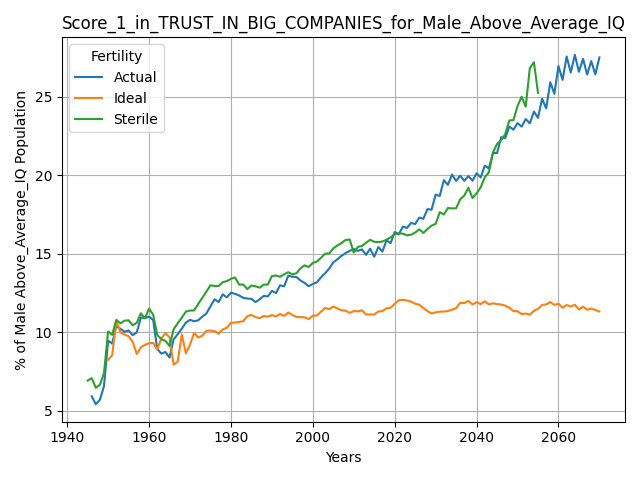 Score_1_in_TRUST_IN_BIG_COMPANIES_for_Male_Above_Average_IQ
Fertility
Actual
Ideal
Sterile
% of Male Above_Average_IQ Population
25
20
15
10
5
1940 1960 1980 2000 2020 2040 2060
Years